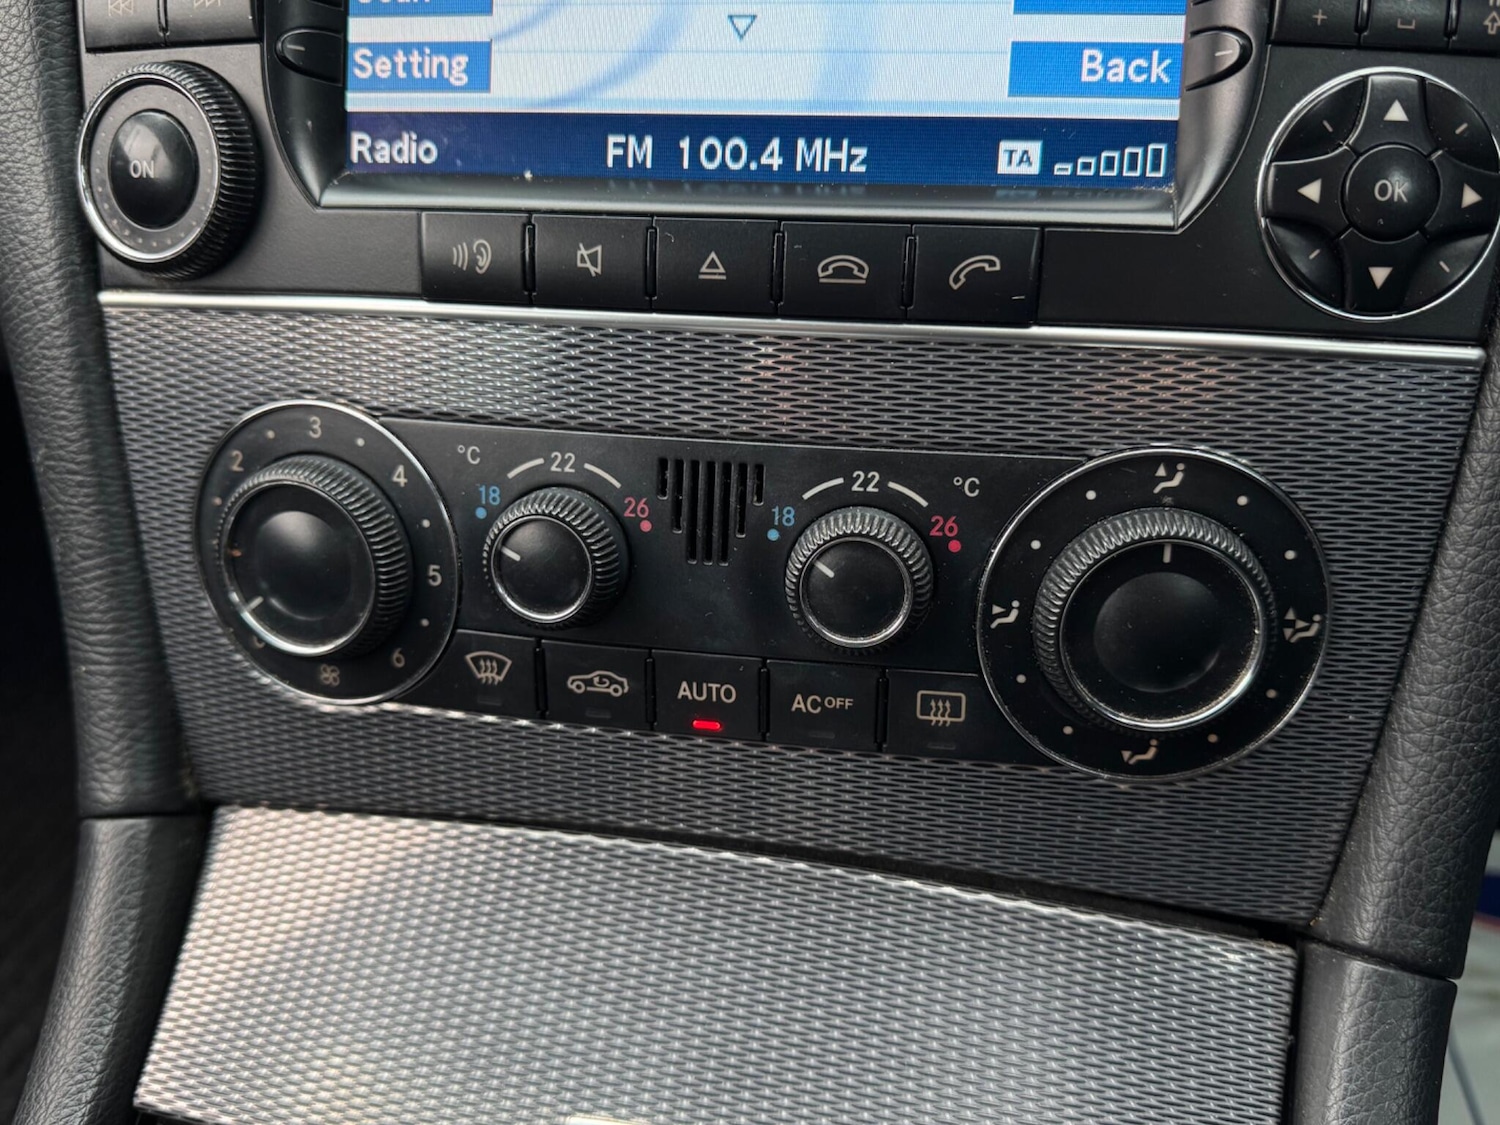 Setting
Back
Radio
FM 100.4 MHz
TA
ON
OK
2
3
4
5
6
°C
18
22
26
18
22
26
°C
AUTO
AC OFF